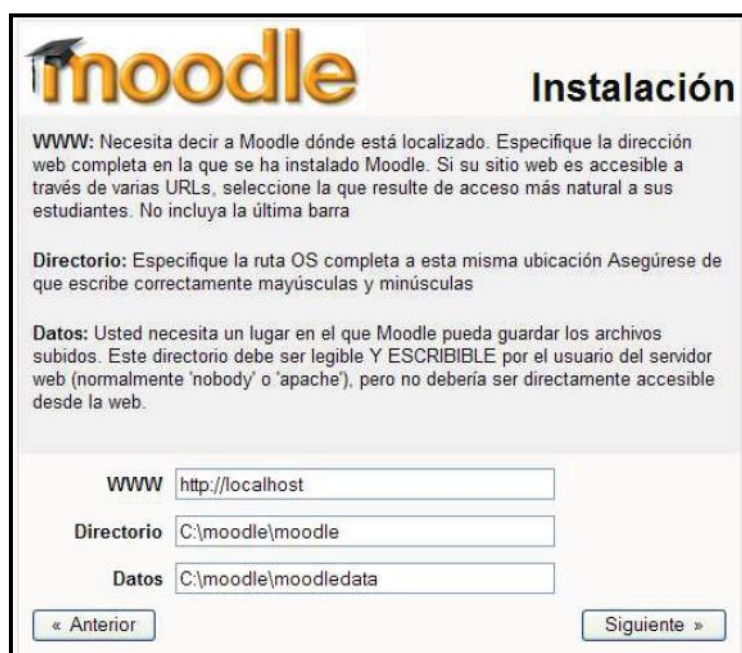 moodle
Instalación
WWW: Necesita decir a Moodle dónde está localizado. Especifique la dirección
web completa en la que se ha instalado Moodle. Si su sitio web es accesible a
través de varias URLs, seleccione la que resulte de acceso más natural a sus
estudiantes. No incluya la última barra
Directorio: Especifique la ruta OS completa a esta misma ubicación Asegúrese de
que escribe correctamente mayúsculas y minúsculas
Datos: Usted necesita un lugar en el que Moodle pueda guardar los archivos
subidos. Este directorio debe ser legible Y ESCRIBIBLE por el usuario del servidor
web (normalmente 'nobody' o 'apache'), pero no debería ser directamente accesible
desde la web.
WWW http://localhost
Directorio C:\moodle\moodle
Datos C:\moodle\moodledata
« Anterior Siguiente »